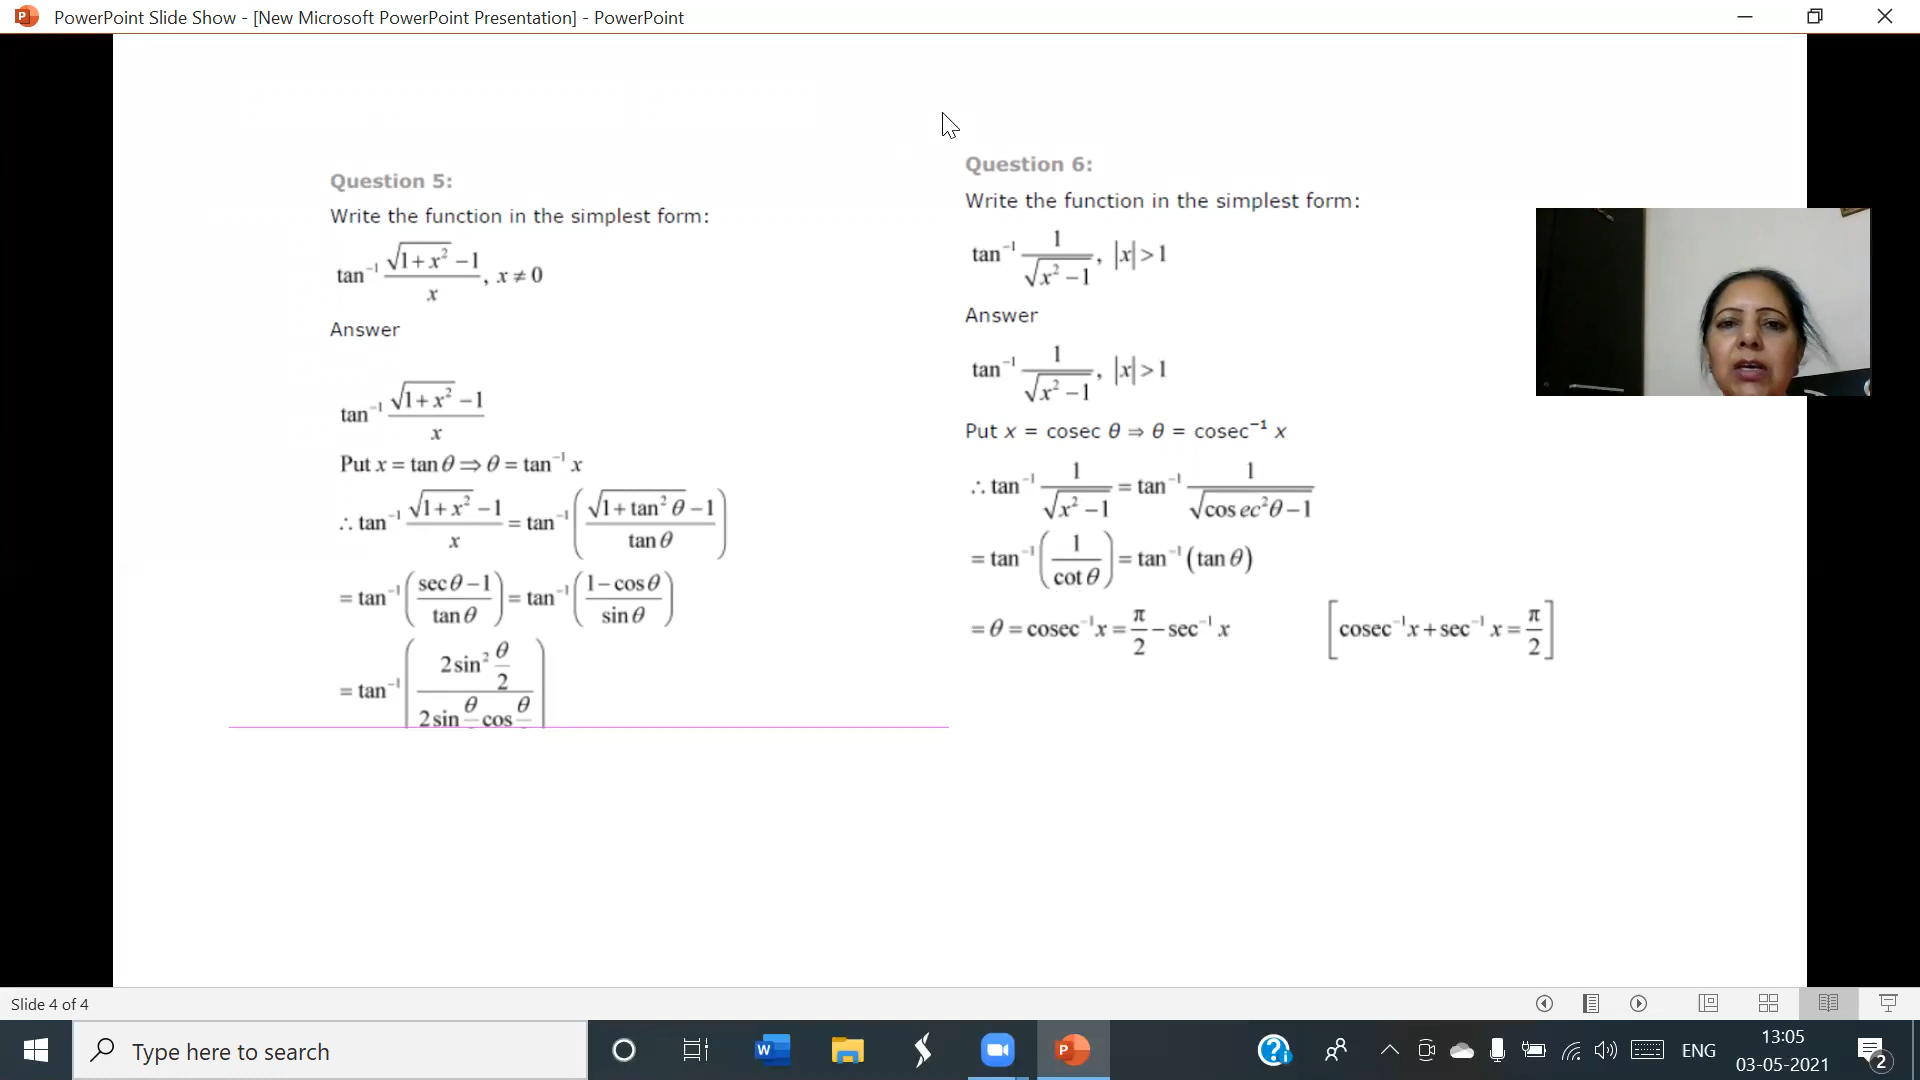 PowerPoint Slide Show - [New Microsoft PowerPoint Presentation] - PowerPoint
Question 5:
Write the function in the simplest form:
tan⁻¹ (√(1+x²) −1)/x , x ≠ 0
Answer
tan⁻¹ (√(1+x²) −1)/x
Put x = tan θ ⇒ θ = tan⁻¹ x
∴ tan⁻¹ (√(1+x²) −1)/x = tan⁻¹ ((√(1+tan² θ) −1)/tan θ)
= tan⁻¹ ((sec θ −1)/tan θ) = tan⁻¹ ((1−cos θ)/sin θ)
= tan⁻¹ (2 sin² θ/2 / 2 sin θ cos θ
Question 6:
Write the function in the simplest form:
tan⁻¹ 1/√(x² −1) , |x| > 1
Answer
tan⁻¹ 1/√(x² −1) , |x| > 1
Put x = cosec θ ⇒ θ = cosec⁻¹ x
∴ tan⁻¹ 1/√(x² −1) = tan⁻¹ 1/√(cosec²θ −1)
= tan⁻¹ (1/cot θ) = tan⁻¹ (tan θ)
= θ = cosec⁻¹x = π/2 − sec⁻¹ x [cosec⁻¹x + sec⁻¹ x = π/2]
Slide 4 of 4
Type here to search
ENG
13:05
03-05-2021
2